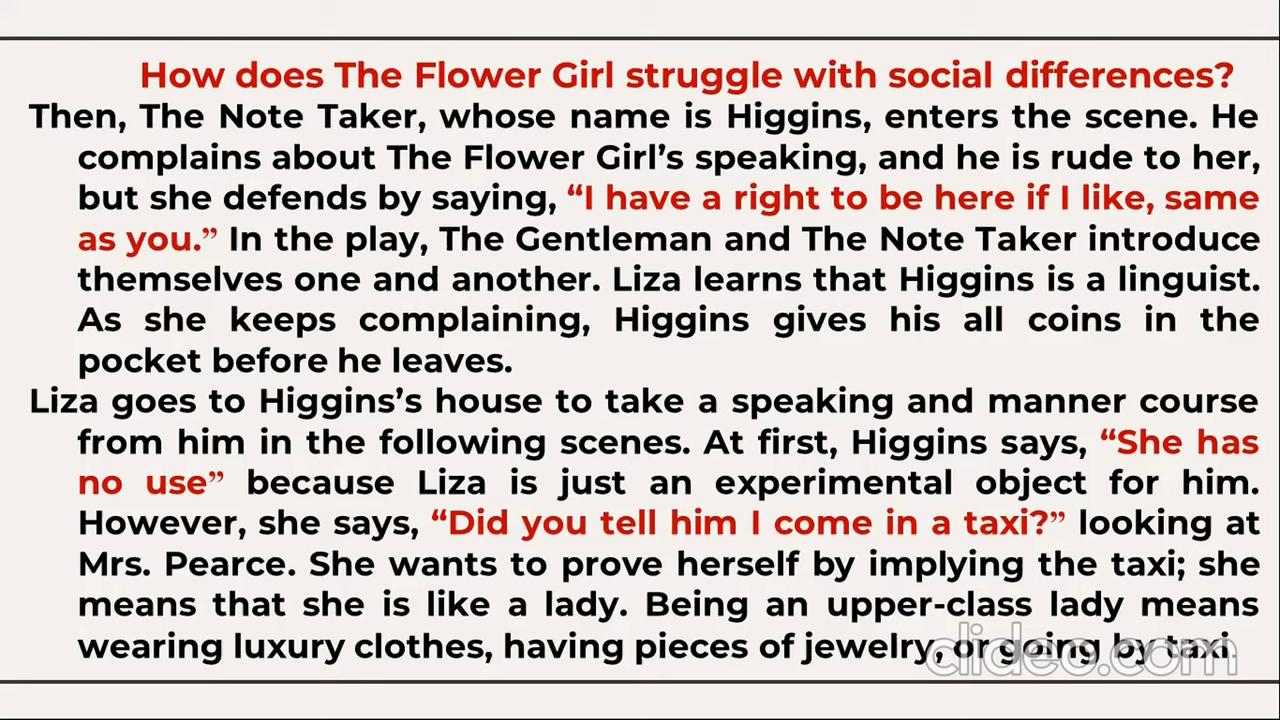 How does The Flower Girl struggle with social differences?
Then, The Note Taker, whose name is Higgins, enters the scene. He
complains about The Flower Girl’s speaking, and he is rude to her,
but she defends by saying, “I have a right to be here if I like, same
as you.” In the play, The Gentleman and The Note Taker introduce
themselves one and another. Liza learns that Higgins is a linguist.
As she keeps complaining, Higgins gives his all coins in the
pocket before he leaves.
Liza goes to Higgins’s house to take a speaking and manner course
from him in the following scenes. At first, Higgins says, “She has
no use” because Liza is just an experimental object for him.
However, she says, “Did you tell him I come in a taxi?” looking at
Mrs. Pearce. She wants to prove herself by implying the taxi; she
means that she is like a lady. Being an upper-class lady means
wearing luxury clothes, having pieces of jewelry, or going by taxi.
clideo.com